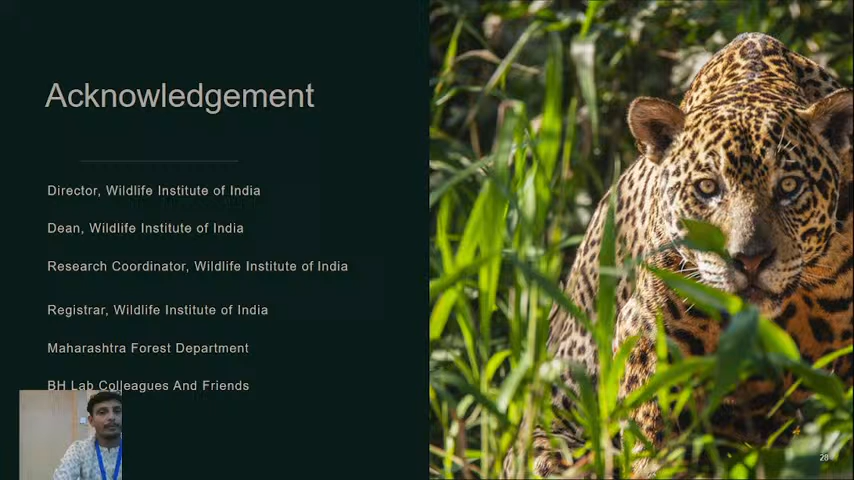 Acknowledgement
Director, Wildlife Institute of India
Dean, Wildlife Institute of India
Research Coordinator, Wildlife Institute of India
Registrar, Wildlife Institute of India
Maharashtra Forest Department
BH Lab Colleagues And Friends
28